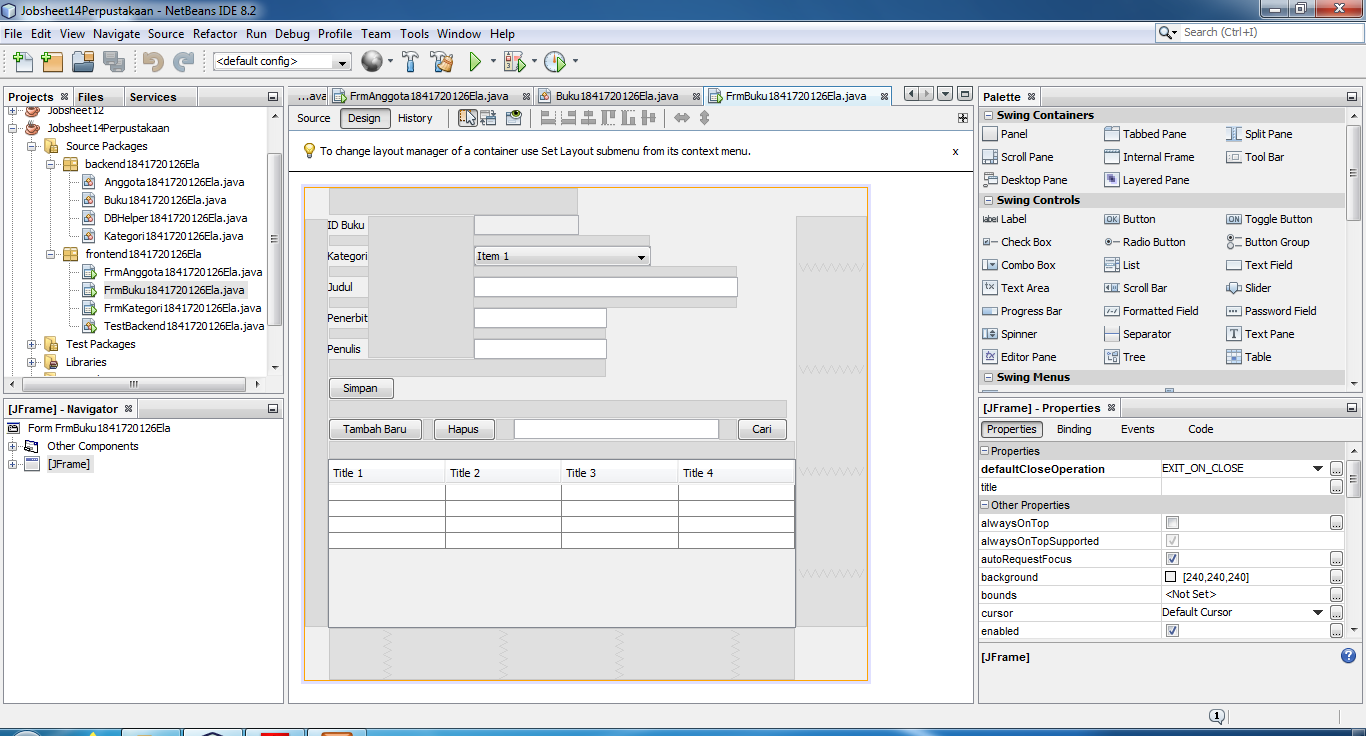 Jobsheet14Perpustakaan - NetBeans IDE 8.2
File Edit View Navigate Source Refactor Run Debug Profile Team Tools Window Help
Search (Ctrl+I)
<default config>
Projects Files Services
Jobsheet12
Jobsheet14Perpustakaan
Source Packages
backend1841720126Ela
Anggota1841720126Ela.java
Buku1841720126Ela.java
DBHelper1841720126Ela.java
Kategori1841720126Ela.java
frontend1841720126Ela
FrmAnggota1841720126Ela.java
FrmBuku1841720126Ela.java
FrmKategori1841720126Ela.java
TestBackend1841720126Ela.java
Test Packages
Libraries
[JFrame] - Navigator
Form FrmBuku1841720126Ela
Other Components
[JFrame]
...ava FrmAnggota1841720126Ela.java Buku1841720126Ela.java FrmBuku1841720126Ela.java
Source Design History
To change layout manager of a container use Set Layout submenu from its context menu. x
ID Buku
Kategori Item 1
Judul
Penerbit
Penulis
Simpan
Tambah Baru Hapus Cari
Title 1 Title 2 Title 3 Title 4
Palette
Swing Containers
Panel Tabbed Pane Split Pane
Scroll Pane Internal Frame Tool Bar
Desktop Pane Layered Pane
Swing Controls
label Label OK Button ON Toggle Button
Check Box Radio Button Button Group
Combo Box List Text Field
Text Area Scroll Bar Slider
Progress Bar Formatted Field Password Field
Spinner Separator T Text Pane
Editor Pane Tree Table
Swing Menus
[JFrame] - Properties
Properties Binding Events Code
Properties
defaultCloseOperation EXIT_ON_CLOSE ...
title ...
Other Properties
alwaysOnTop ...
alwaysOnTopSupported
autoRequestFocus ...
background [240,240,240] ...
bounds <Not Set> ...
cursor Default Cursor ...
enabled ...
[JFrame] ?
1